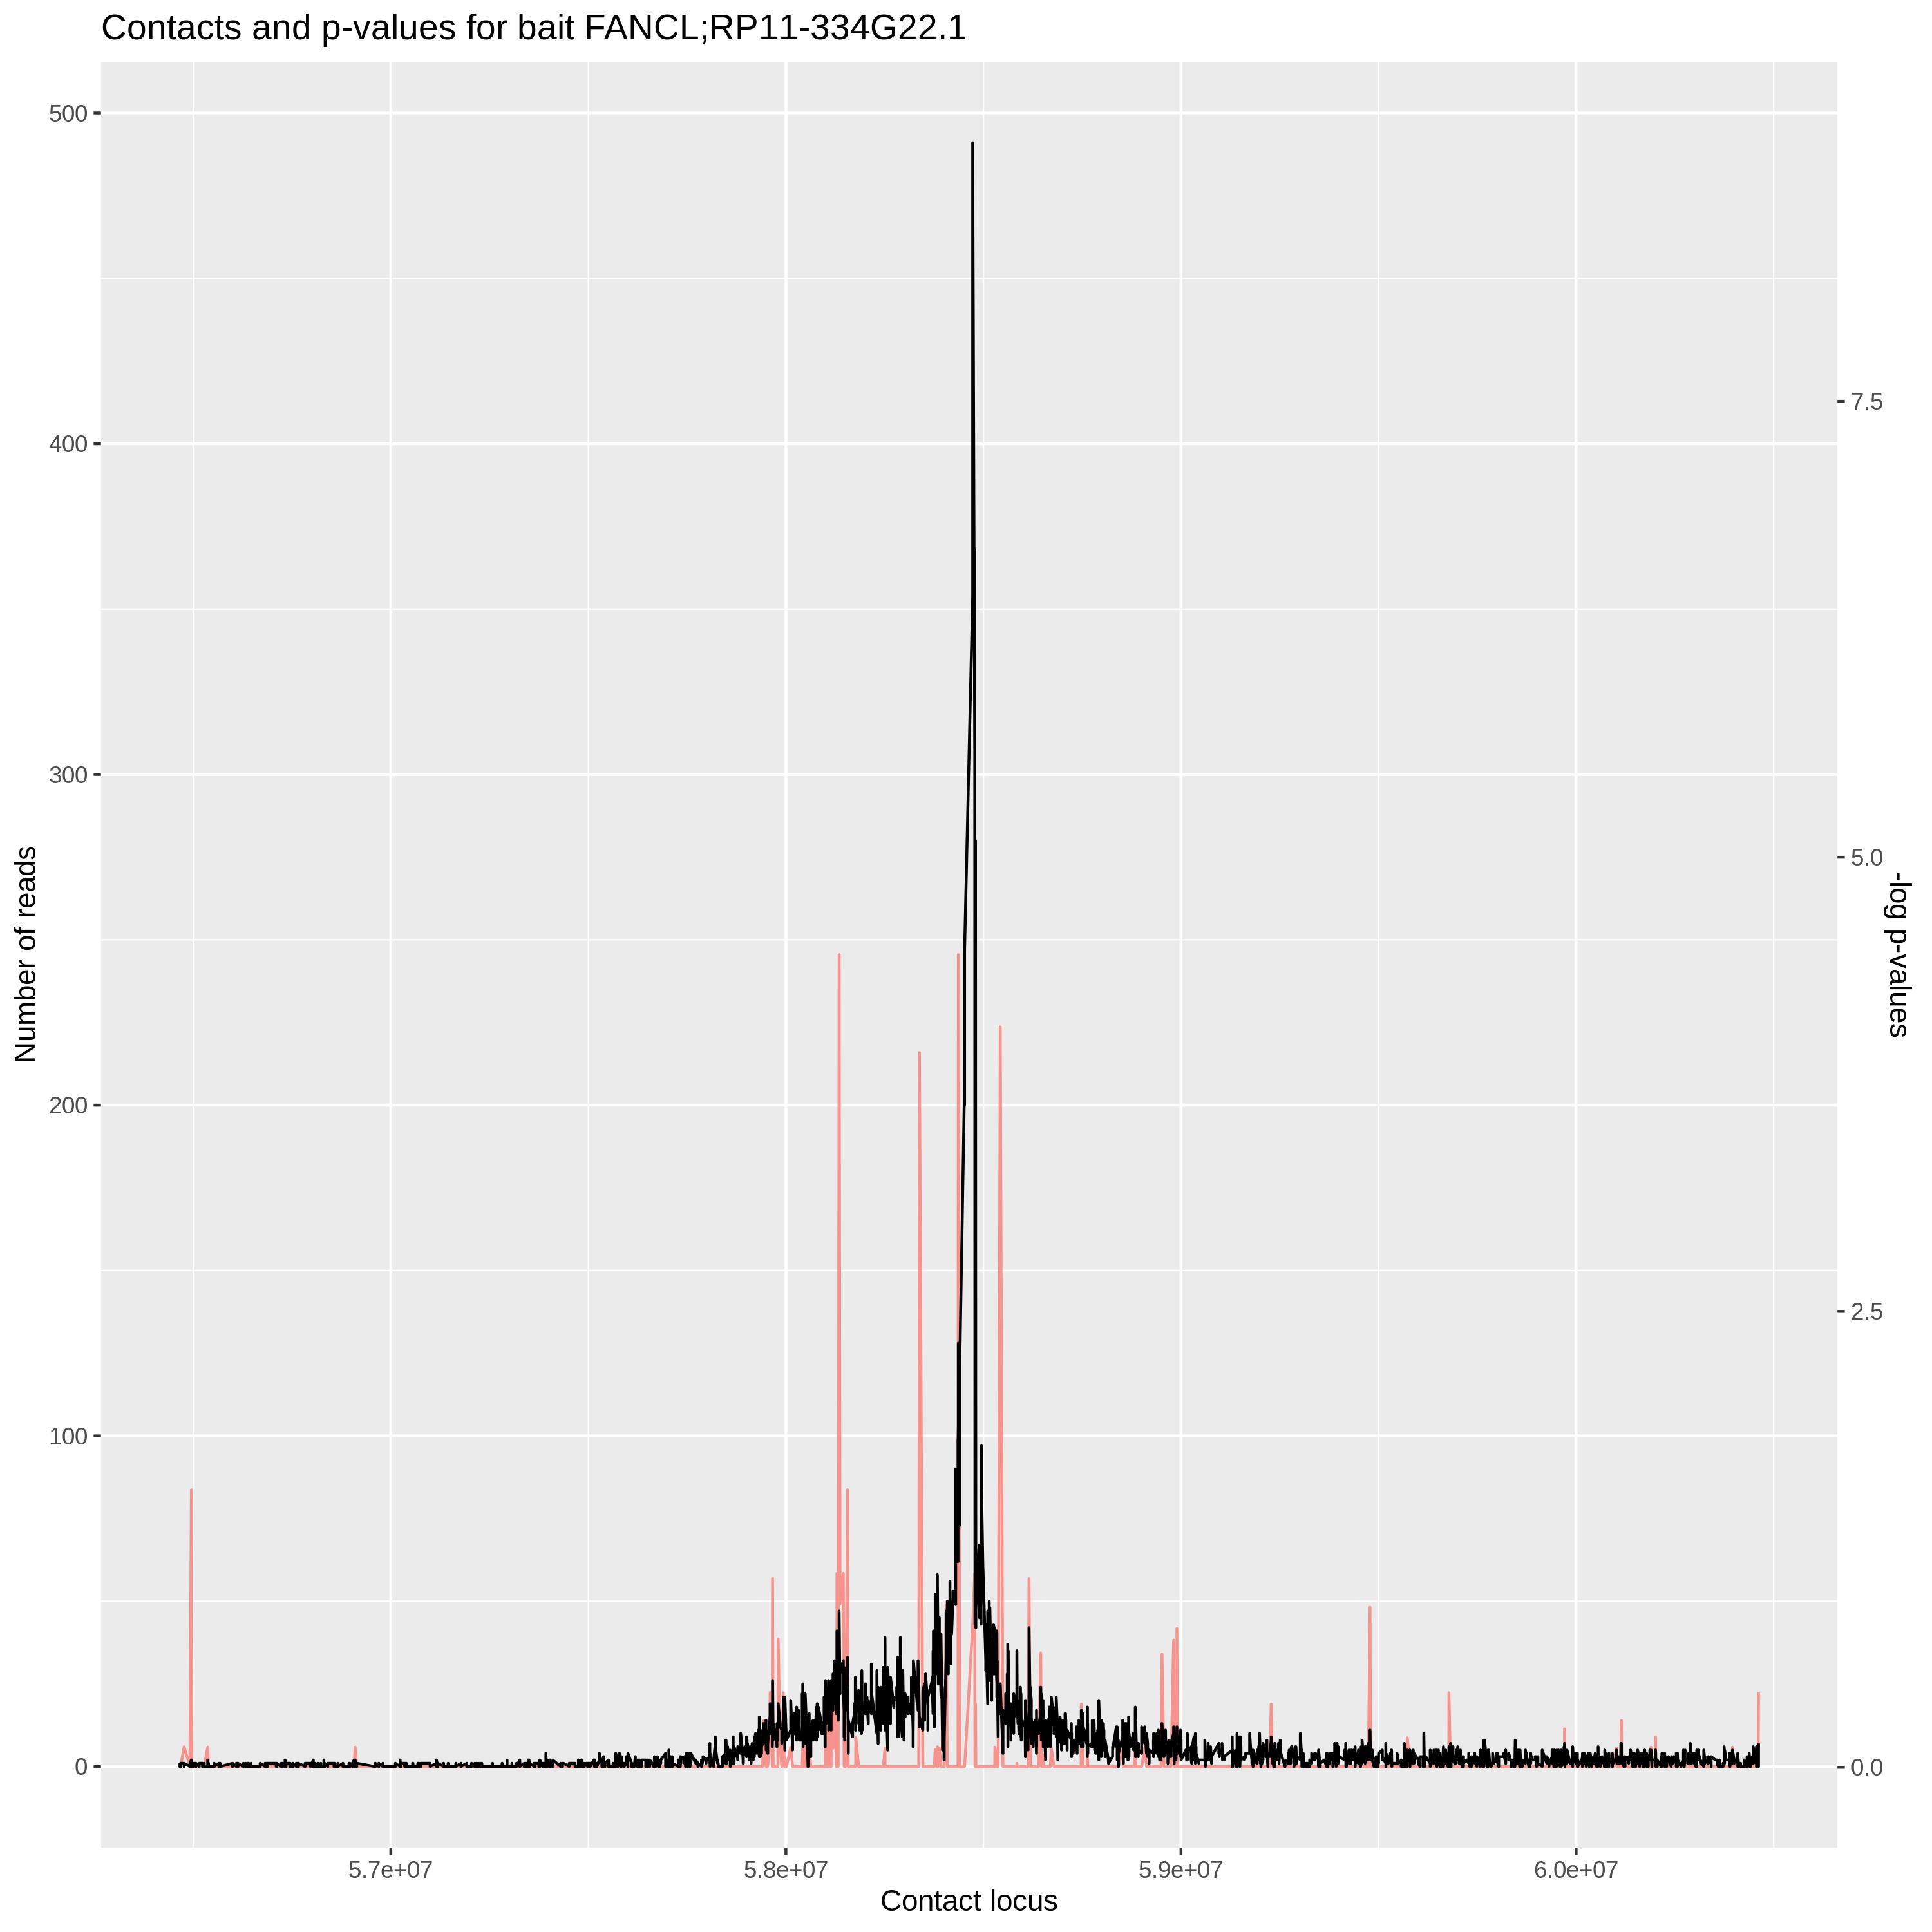 Contacts and p-values for bait FANCL;RP11-334G22.1
500
400
300
200
100
0
Number of reads
7.5
5.0
2.5
0.0
-log p-values
5.7e+07
5.8e+07
5.9e+07
6.0e+07
Contact locus